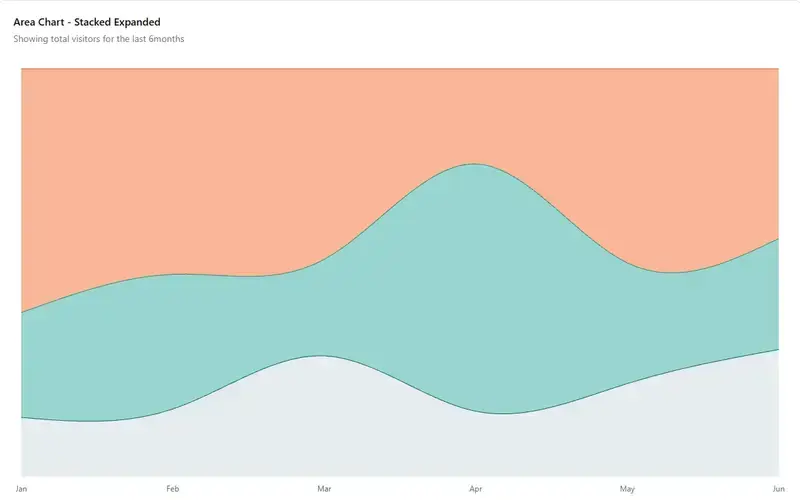 Area Chart - Stacked Expanded
Showing total visitors for the last 6months
Jan Feb Mar Apr May Jun